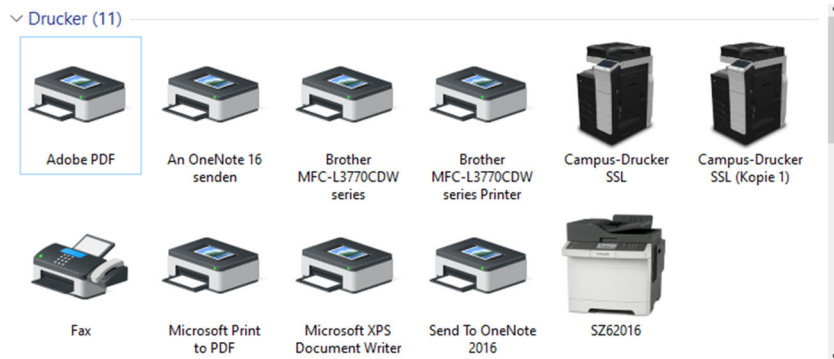 Drucker (11)
Adobe PDF
An OneNote 16
senden
Brother
MFC-L3770CDW
series
Brother
MFC-L3770CDW
series Printer
Campus-Drucker
SSL
Campus-Drucker
SSL (Kopie 1)
Fax
Microsoft Print
to PDF
Microsoft XPS
Document Writer
Send To OneNote
2016
SZ62016